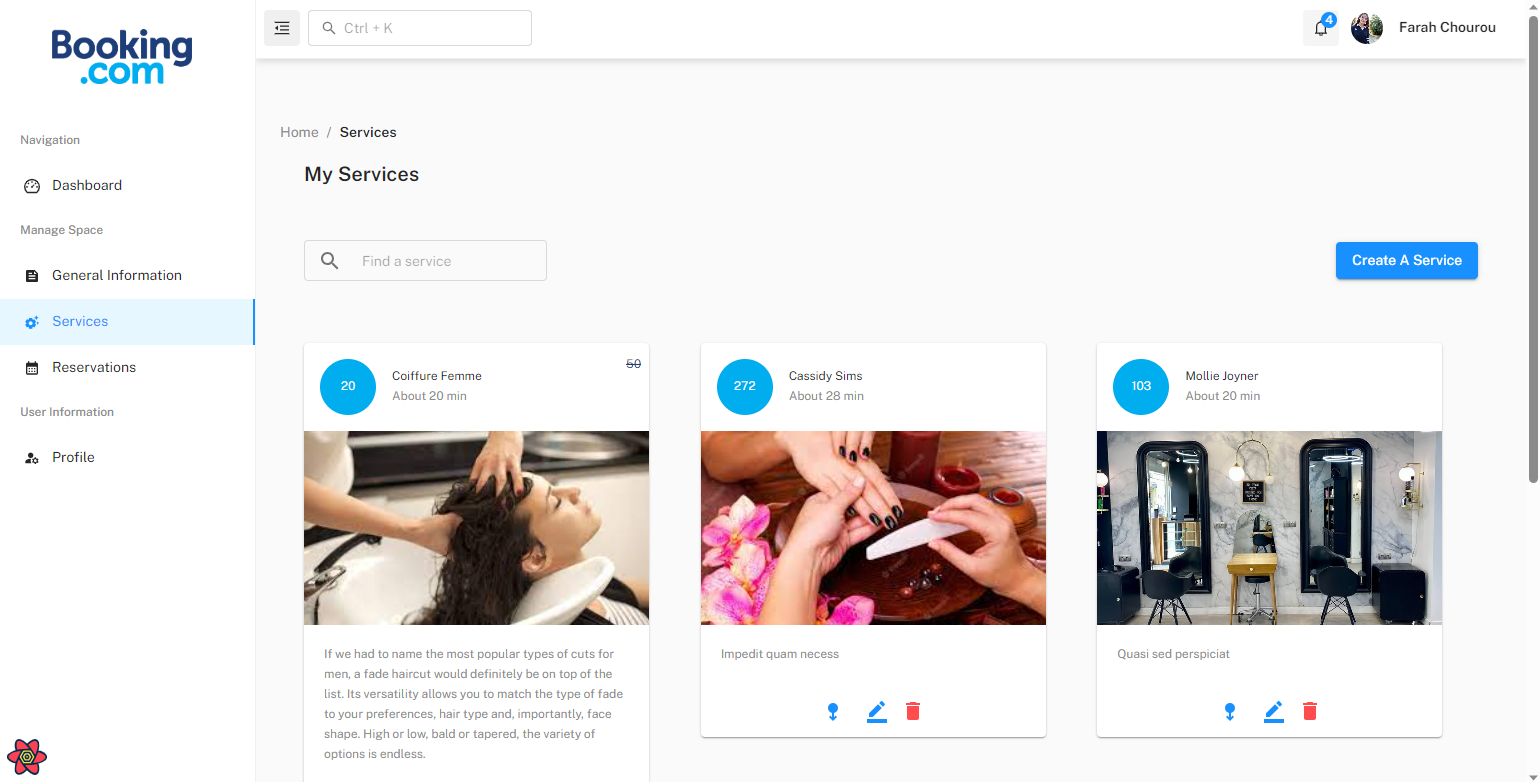 Booking
.com
Ctrl + K
4
Farah Chourou
Navigation
Dashboard
Manage Space
General Information
Services
Reservations
User Information
Profile
Home / Services
My Services
Find a service
Create A Service
20
Coiffure Femme
About 20 min
50
If we had to name the most popular types of cuts for
men, a fade haircut would definitely be on top of the
list. Its versatility allows you to match the type of fade
to your preferences, hair type and, importantly, face
shape. High or low, bald or tapered, the variety of
options is endless.
272
Cassidy Sims
About 28 min
Impedit quam necess
103
Mollie Joyner
About 20 min
Quasi sed perspiciat